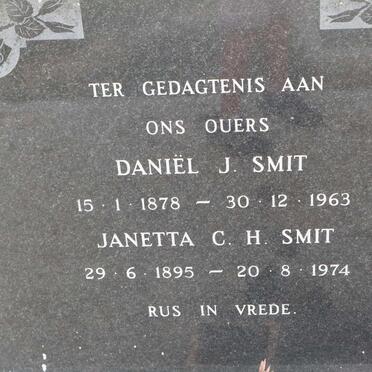 TER GEDAGTENIS AAN
ONS OUERS
DANIËL J. SMIT
15 · 1 · 1878 – 30 · 12 · 1963
JANETTA C. H. SMIT
29 · 6 · 1895 – 20 · 8 · 1974
RUS IN VREDE.